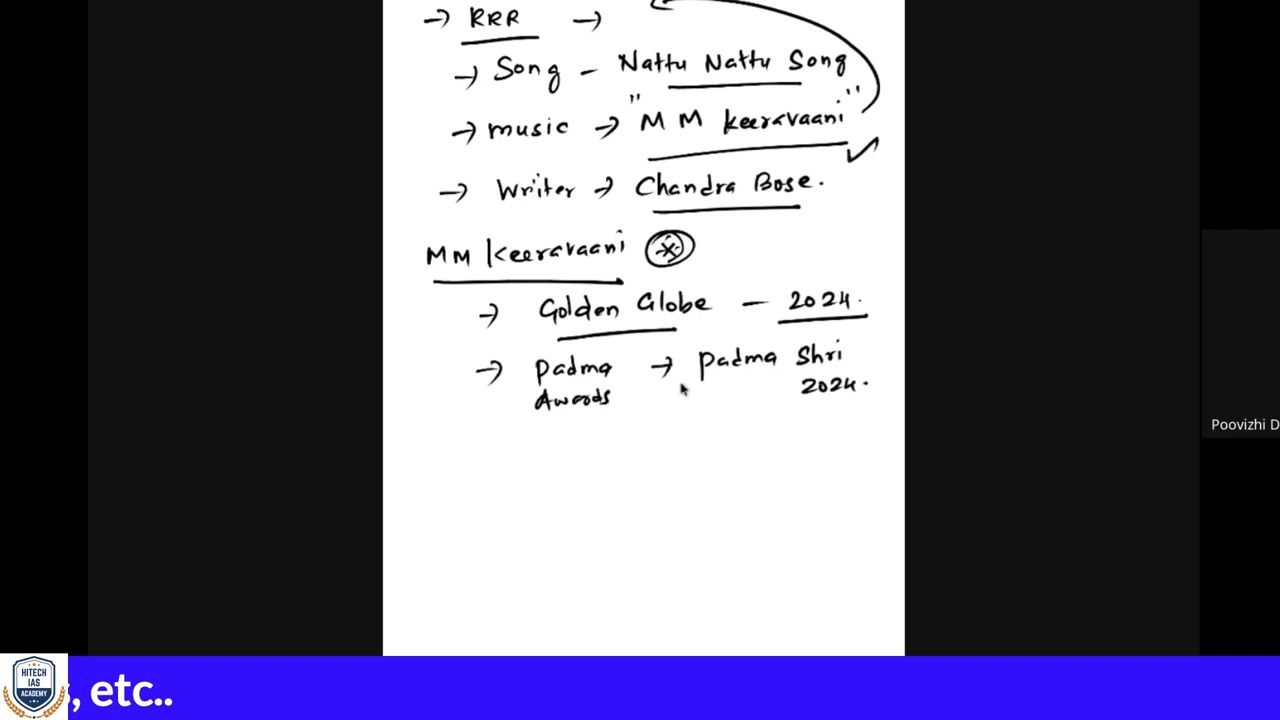 → RRR →
→ Song - Nattu Nattu Song
→ music → "M M keeravaani"
→ Writer → Chandra Bose.
MM keeravaani
→ Golden Globe - 2024.
→ Padma Awards → Padma Shri 2024.
Poovizhi D
HITECH
IAS
ACADEMY
, etc..